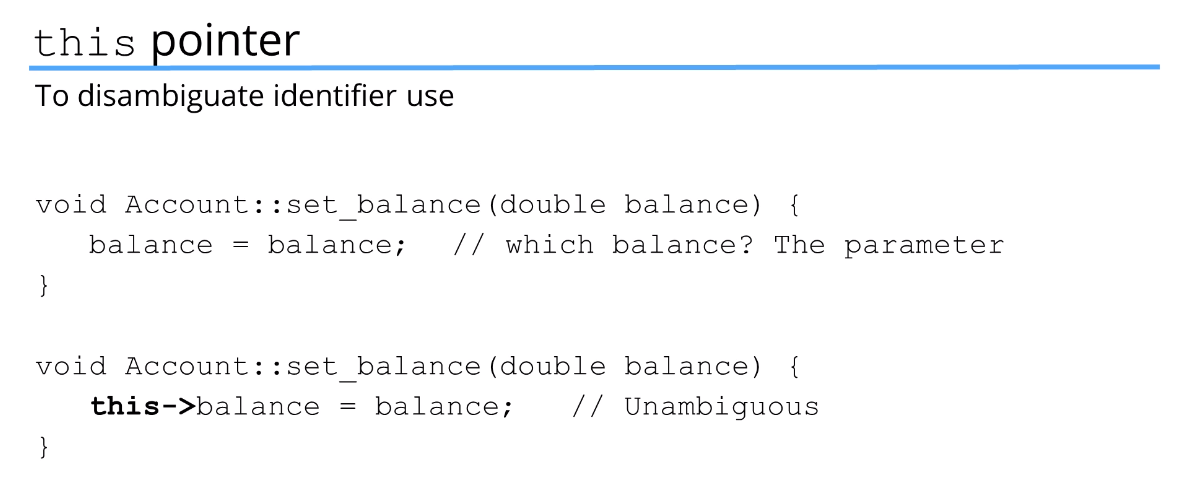 this pointer
To disambiguate identifier use
void Account::set_balance(double balance) {
   balance = balance;  // which balance? The parameter
}
void Account::set_balance(double balance) {
   this->balance = balance;   // Unambiguous
}